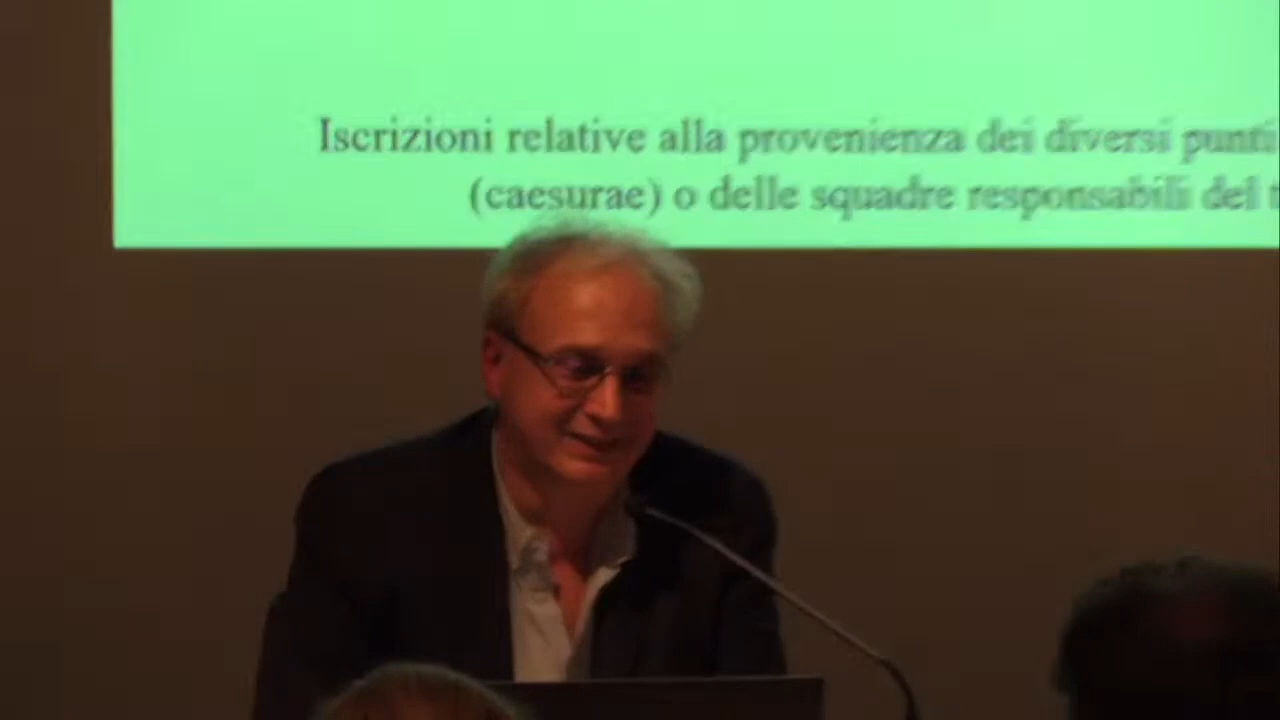 Iscrizioni relative alla provenienza dei diversi punti
(caesurae) o delle squadre responsabili del